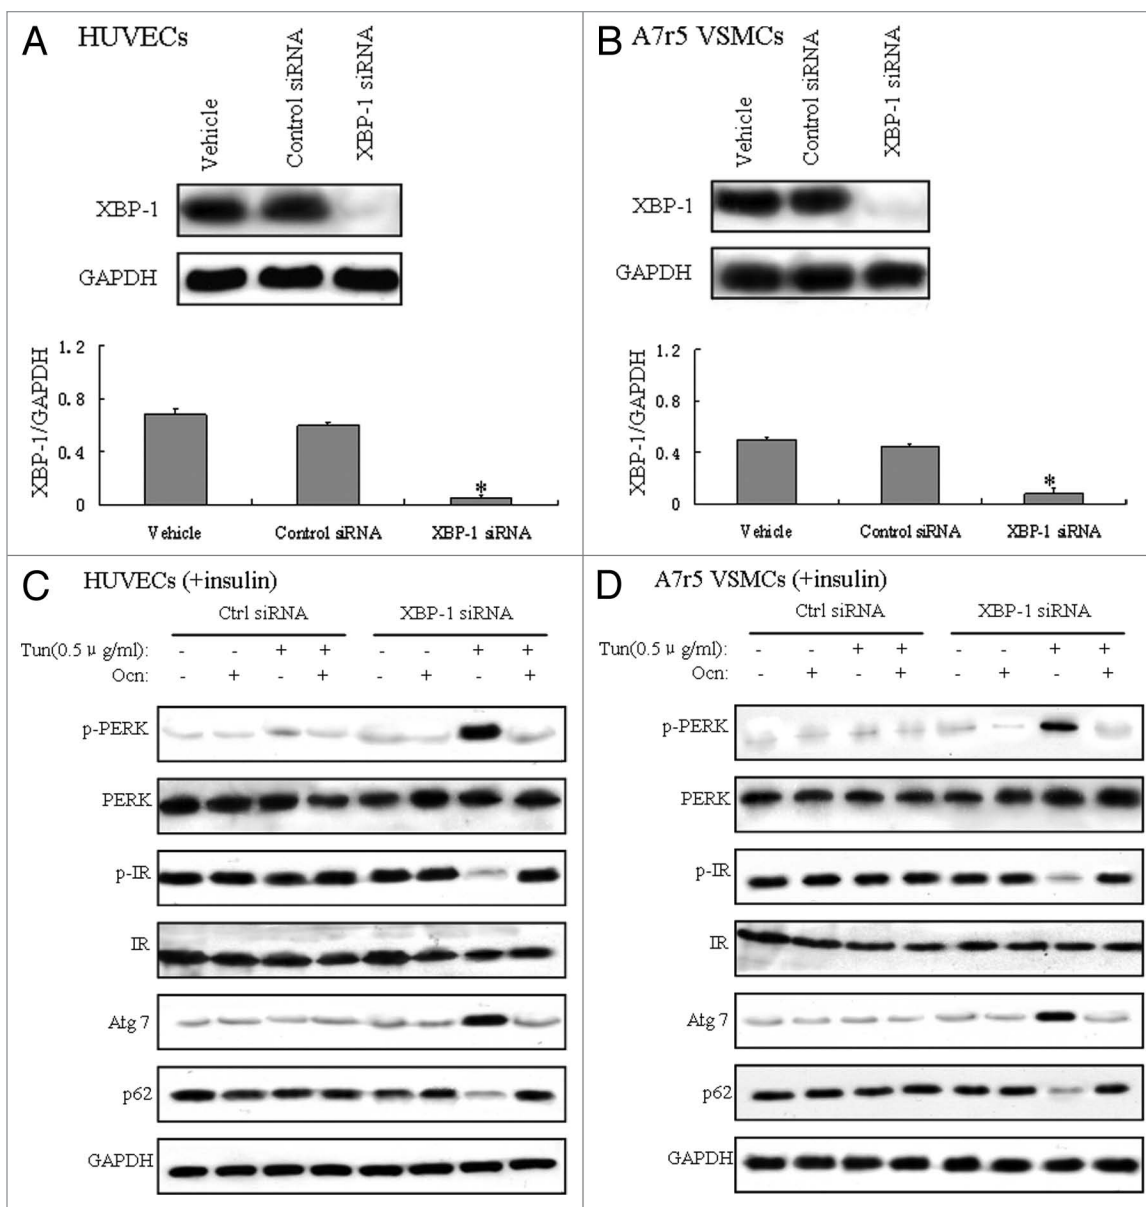 A HUVECs
Vehicle
Control siRNA
XBP-1 siRNA
XBP-1
GAPDH
XBP-1/GAPDH
1.2
0.8
0.4
0
*
Vehicle Control siRNA XBP-1 siRNA
B A7r5 VSMCs
Vehicle
Control siRNA
XBP-1 siRNA
XBP-1
GAPDH
XBP-1/GAPDH
1.2
0.8
0.4
0
*
Vehicle Control siRNA XBP-1 siRNA
C HUVECs (+insulin)
Ctrl siRNA XBP-1 siRNA
Tun(0.5 μ g/ml): - - + + - - + +
Ocn: - + - + - + - +
p-PERK
PERK
p-IR
IR
Atg 7
p62
GAPDH
D A7r5 VSMCs (+insulin)
Ctrl siRNA XBP-1 siRNA
Tun(0.5 μ g/ml): - - + + - - + +
Ocn: - + - + - + - +
p-PERK
PERK
p-IR
IR
Atg 7
p62
GAPDH